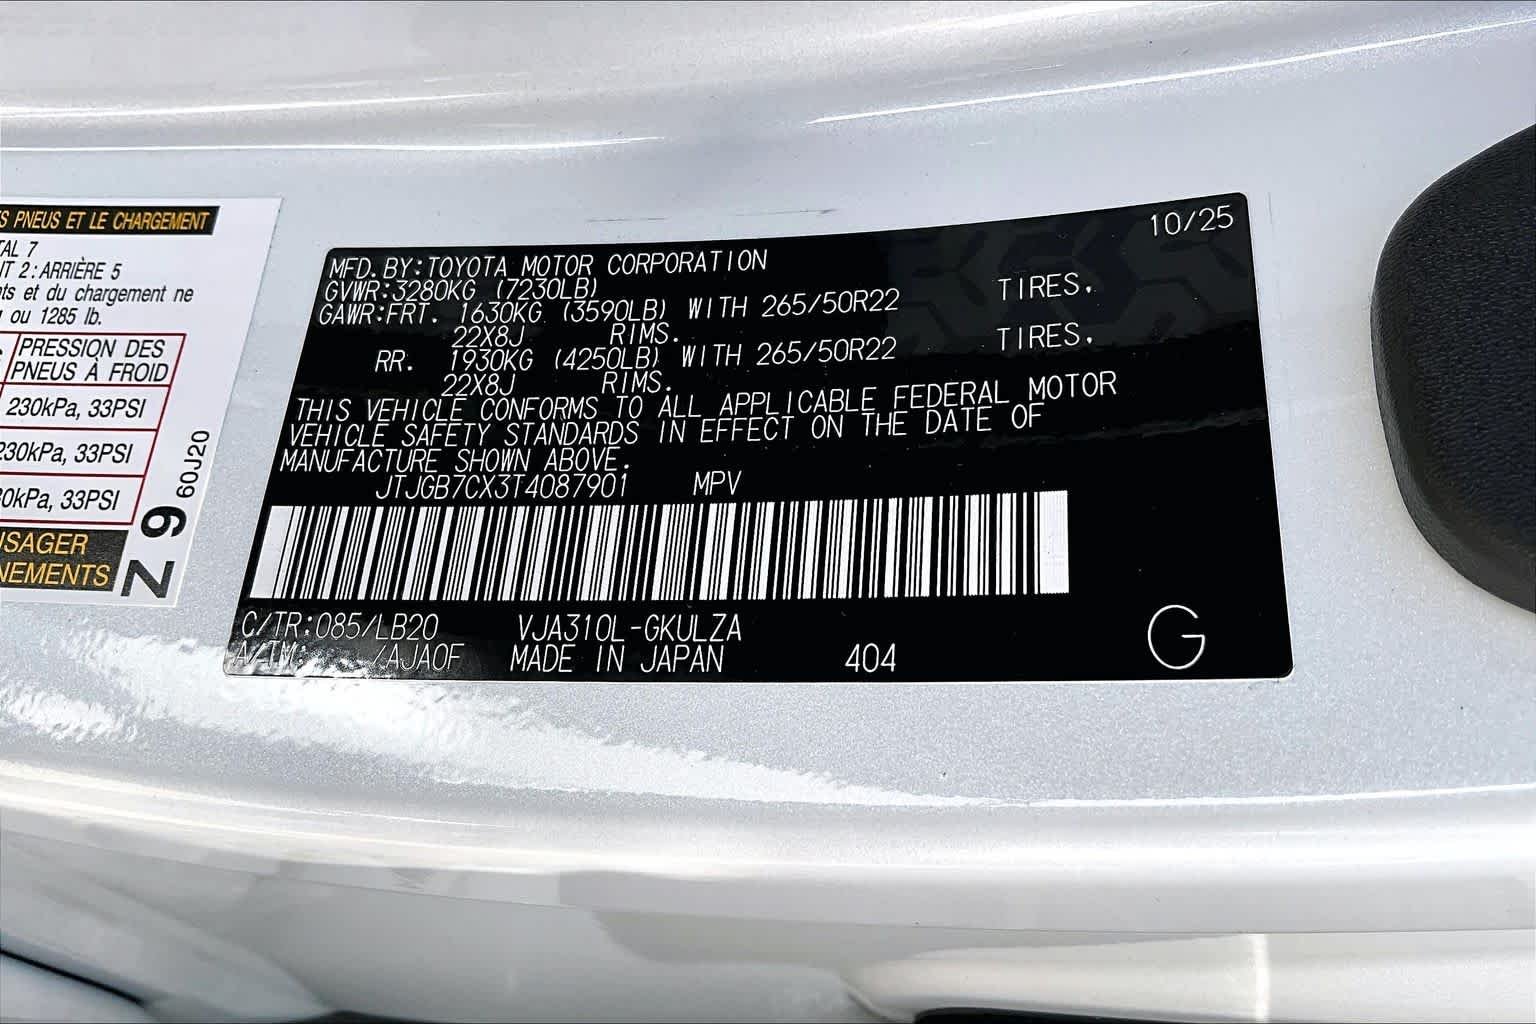 S PNEUS ET LE CHARGEMENT
TAL 7
T 2: ARRIÈRE 5
nts et du chargement ne
ou 1285 lb.
PRESSION DES
PNEUS À FROID
230kPa, 33PSI
230kPa, 33PSI
0kPa, 33PSI
USAGER
NEMENTS
60J20
Z 9
10/25
MFD. BY: TOYOTA MOTOR CORPORATION
GVWR: 3280KG (7230LB)
GAWR: FRT. 1630KG (3590LB) WITH 265/50R22 TIRES.
22X8J RIMS.
RR. 1930KG (4250LB) WITH 265/50R22 TIRES.
22X8J RIMS.
THIS VEHICLE CONFORMS TO ALL APPLICABLE FEDERAL MOTOR
VEHICLE SAFETY STANDARDS IN EFFECT ON THE DATE OF
MANUFACTURE SHOWN ABOVE.
JTJGB7CX3T4087901 MPV
C/TR: 085/LB20 VJA310L-GKULZA
A/TM: /AJA0F MADE IN JAPAN 404
G